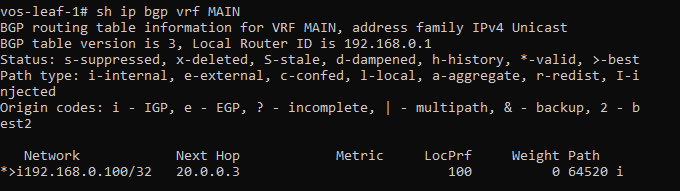 vos-leaf-1# sh ip bgp vrf MAIN
BGP routing table information for VRF MAIN, address family IPv4 Unicast
BGP table version is 3, Local Router ID is 192.168.0.1
Status: s-suppressed, x-deleted, S-stale, d-dampened, h-history, *-valid, >-best
Path type: i-internal, e-external, c-confed, l-local, a-aggregate, r-redist, I-i
njected
Origin codes: i - IGP, e - EGP, ? - incomplete, | - multipath, & - backup, 2 - b
est2
Network Next Hop Metric LocPrf Weight Path
*>i192.168.0.100/32 20.0.0.3 100 0 64520 i